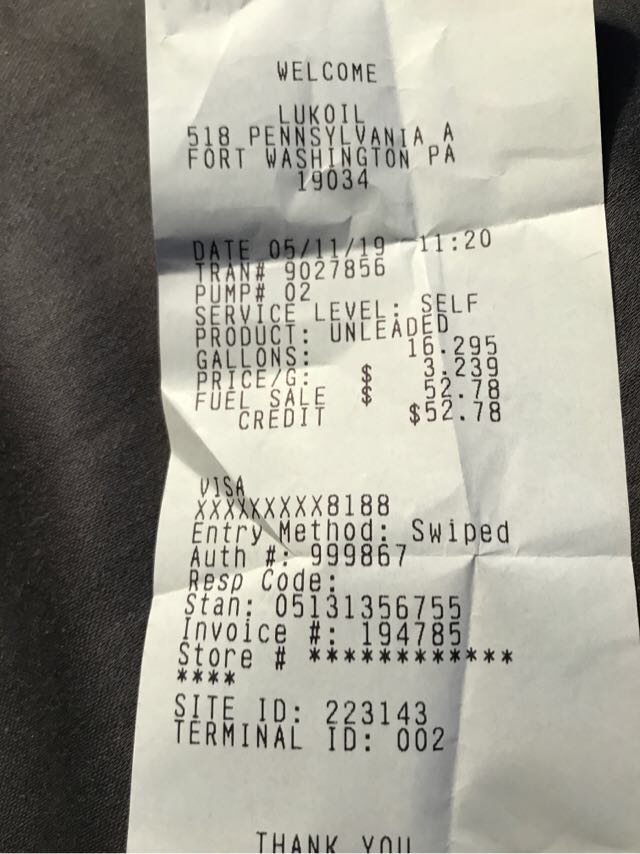 WELCOME
LUKOIL
518 PENNSYLVANIA A
FORT WASHINGTON PA
19034
DATE 05/11/19 11:20
TRAN# 9027856
PUMP# 02
SERVICE LEVEL: SELF
PRODUCT: UNLEADED
GALLONS: 16.295
PRICE/G: $ 3.239
FUEL SALE $ 52.78
CREDIT $52.78
VISA
XXXXXXXXX8188
Entry Method: Swiped
Auth #: 999867
Resp Code:
Stan: 05131356755
Invoice #: 194785
Store # ************
****
SITE ID: 223143
TERMINAL ID: 002
THANK YOU